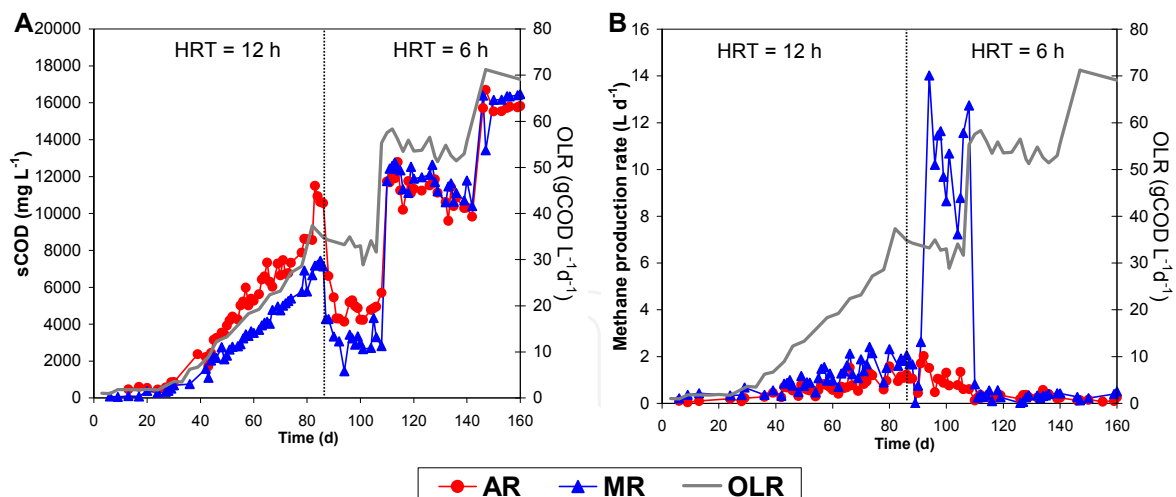 A
HRT = 12 h
HRT = 6 h
sCOD (mg L⁻¹)
20000
18000
16000
14000
12000
10000
8000
6000
4000
2000
0
80
70
60
50
40
30
20
10
0
OLR (gCOD L⁻¹d⁻¹)
0 20 40 60 80 100 120 140 160
Time (d)
B
HRT = 12 h
HRT = 6 h
Methane production rate (L d⁻¹)
16
14
12
10
8
6
4
2
0
80
70
60
50
40
30
20
10
0
OLR (gCOD L⁻¹d⁻¹)
0 20 40 60 80 100 120 140 160
Time (d)
AR MR OLR